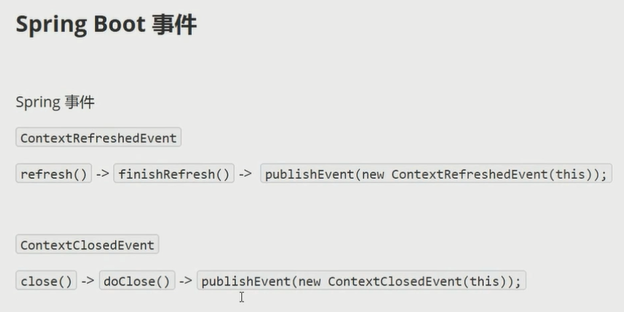 Spring Boot 事件
Spring 事件
ContextRefreshedEvent
refresh() -> finishRefresh() -> publishEvent(new ContextRefreshedEvent(this));
ContextClosedEvent
close() -> doClose() -> publishEvent(new ContextClosedEvent(this));